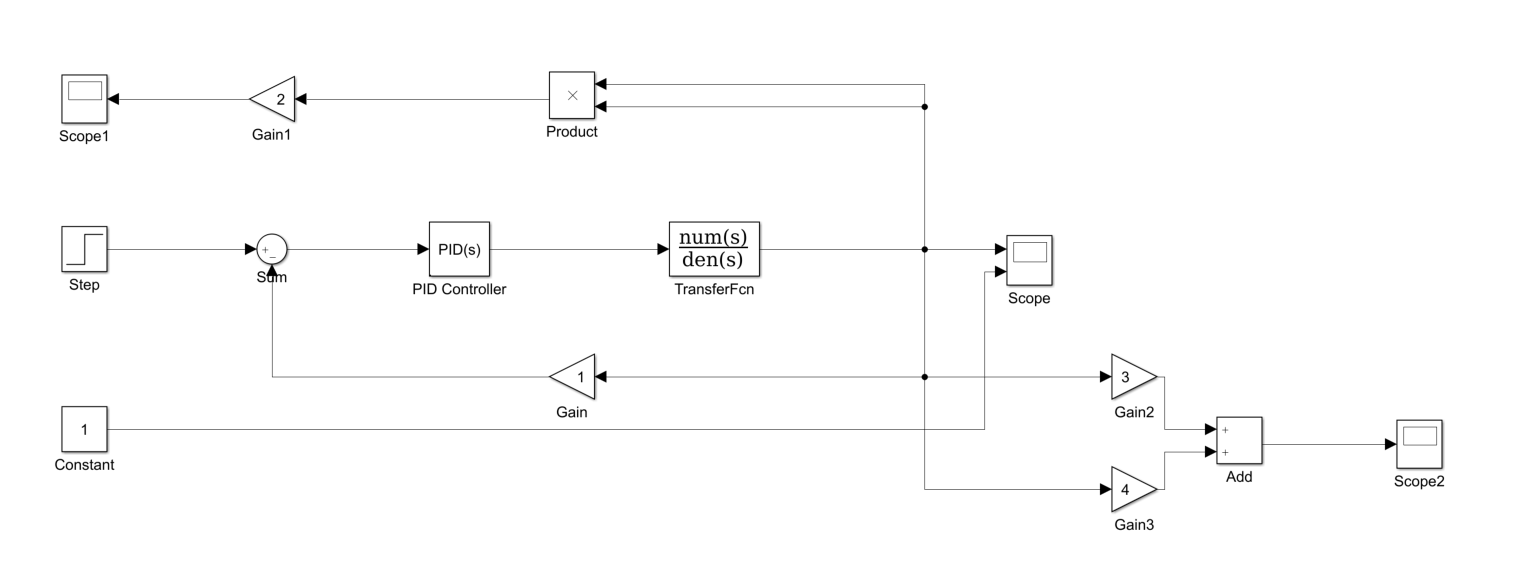 2
×
Scope1
Gain1
Product
+
_
PID(s)
num(s)
den(s)
Sum
Step
PID Controller
TransferFcn
Scope
1
3
Gain
Gain2
1
+
+
Constant
Add
Scope2
4
Gain3